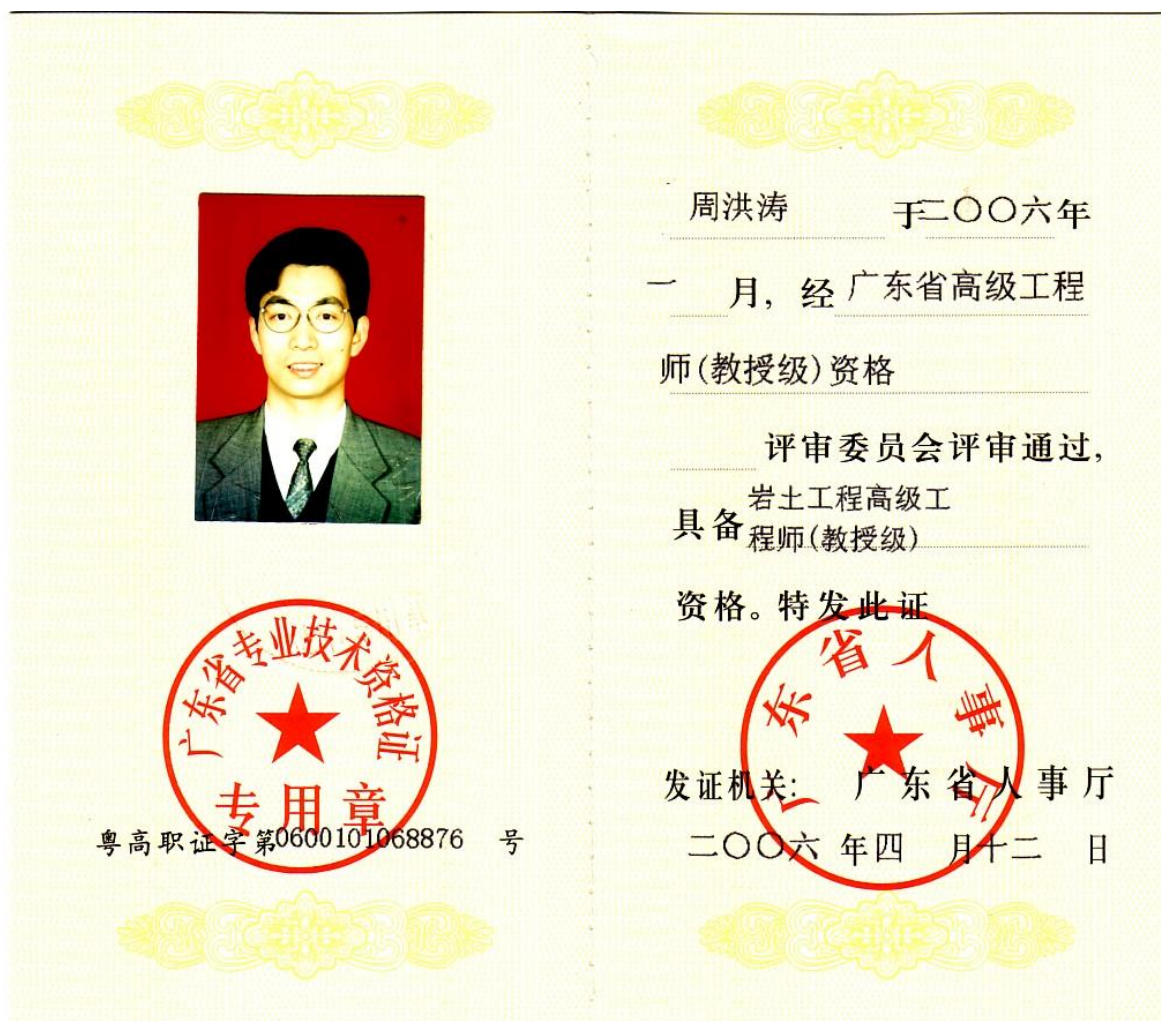 广东省专业技术资格证
专用章
粤高职证字第0600101068876 号
周洪涛 于二〇〇六年
一 月，经广东省高级工程
师(教授级)资格
评审委员会评审通过，
具备岩土工程高级工
程师(教授级)
资格。特发此证
广东省人事厅
发证机关： 广东省人事厅
二〇〇六 年四 月十二 日